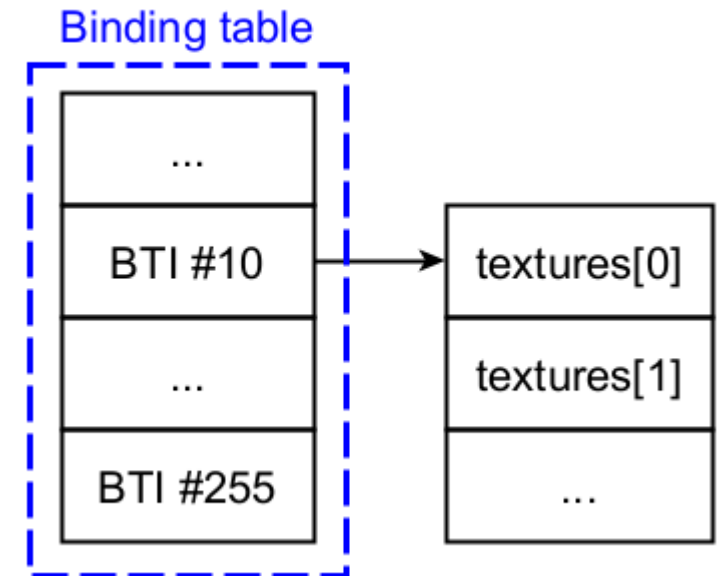 Binding table
...
BTI #10
...
BTI #255
textures[0]
textures[1]
...